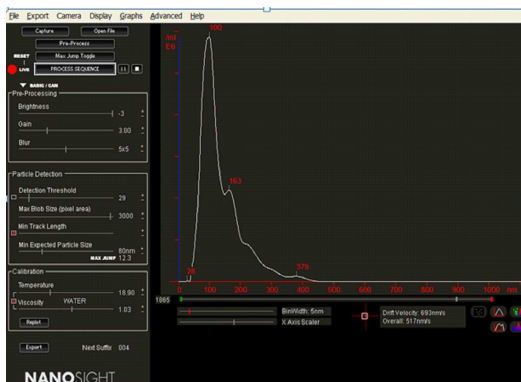 File Export Camera Display Graphs Advanced Help
Capture Open File
Pre-Process
RESET Max Jump Toggle
LIVE PROCESS SEQUENCE
BASIC / CAM
Pre-Processing
Brightness
-3
Gain
3.00
Blur
5x5
Particle Detection
Detection Threshold
29
Max Blob Size (pixel area)
3000
Min Track Length
Min Expected Particle Size
80nm
MAX JUMP 12.3
Calibration
Temperature
18.90
Viscosity WATER
1.03
Replot
Export Next Suffix 004
NANOSIGHT
/ml
E6
100
163
26
379
0 100 200 300 400 500 600 700 800 900 1000 nm
1865
BinWidth: 5nm
X Axis Scaler
Drift Velocity: 693nm/s
Overall: 517nm/s